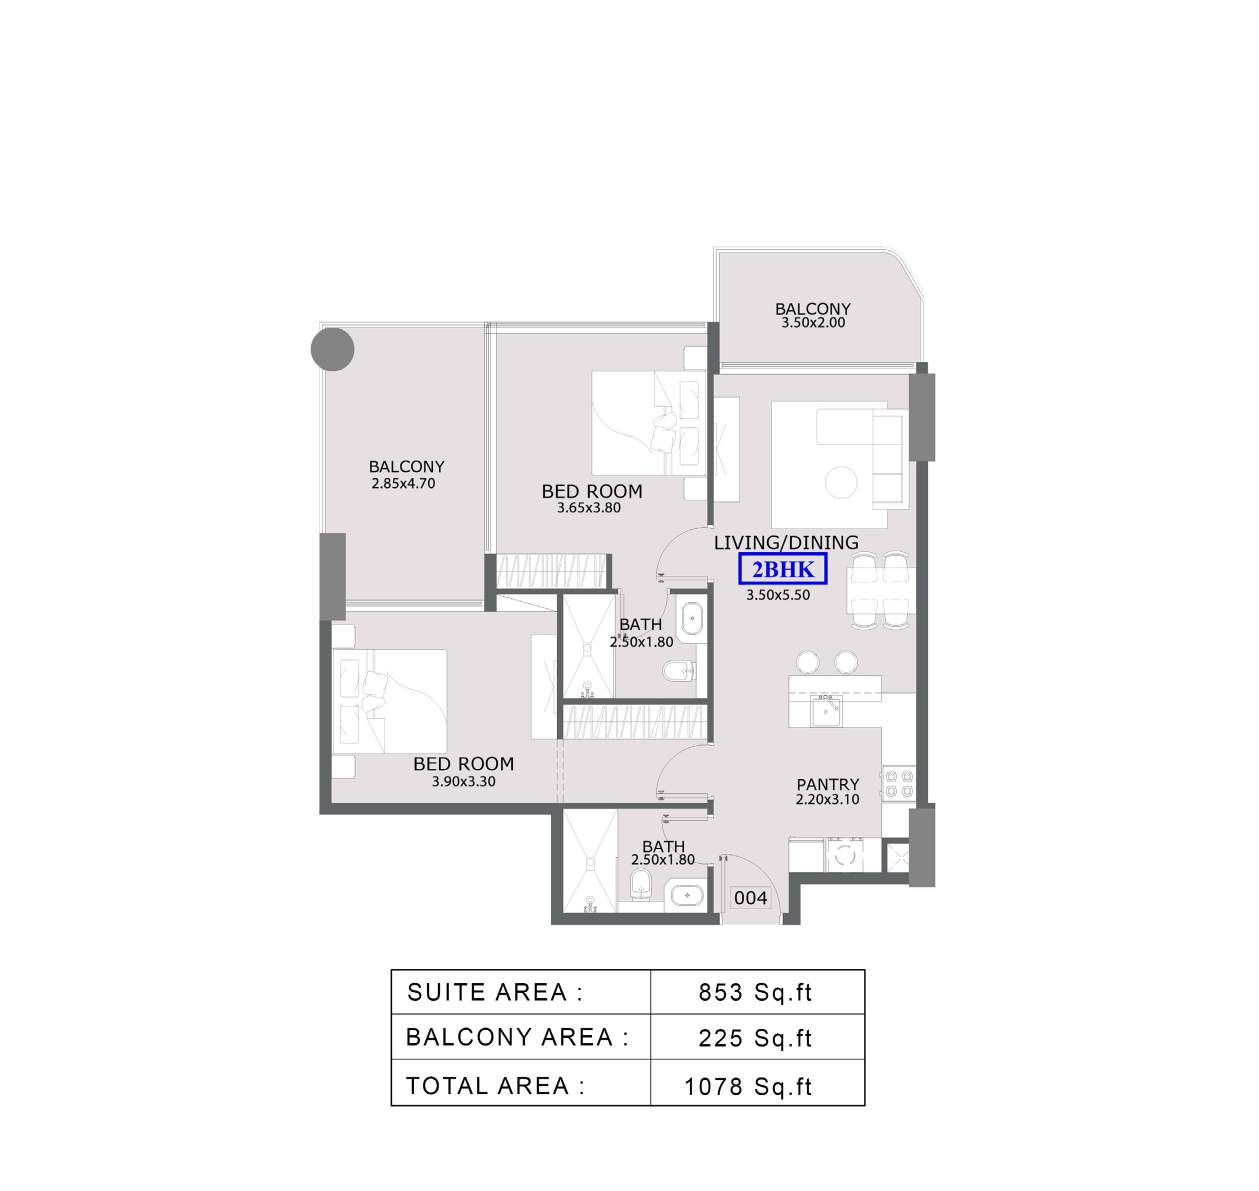 BALCONY
3.50x2.00
BALCONY
2.85x4.70
BED ROOM
3.65x3.80
LIVING/DINING
2BHK
3.50x5.50
BATH
2.50x1.80
BED ROOM
3.90x3.30
PANTRY
2.20x3.10
BATH
2.50x1.80
004
SUITE AREA : 853 Sq.ft
BALCONY AREA : 225 Sq.ft
TOTAL AREA : 1078 Sq.ft